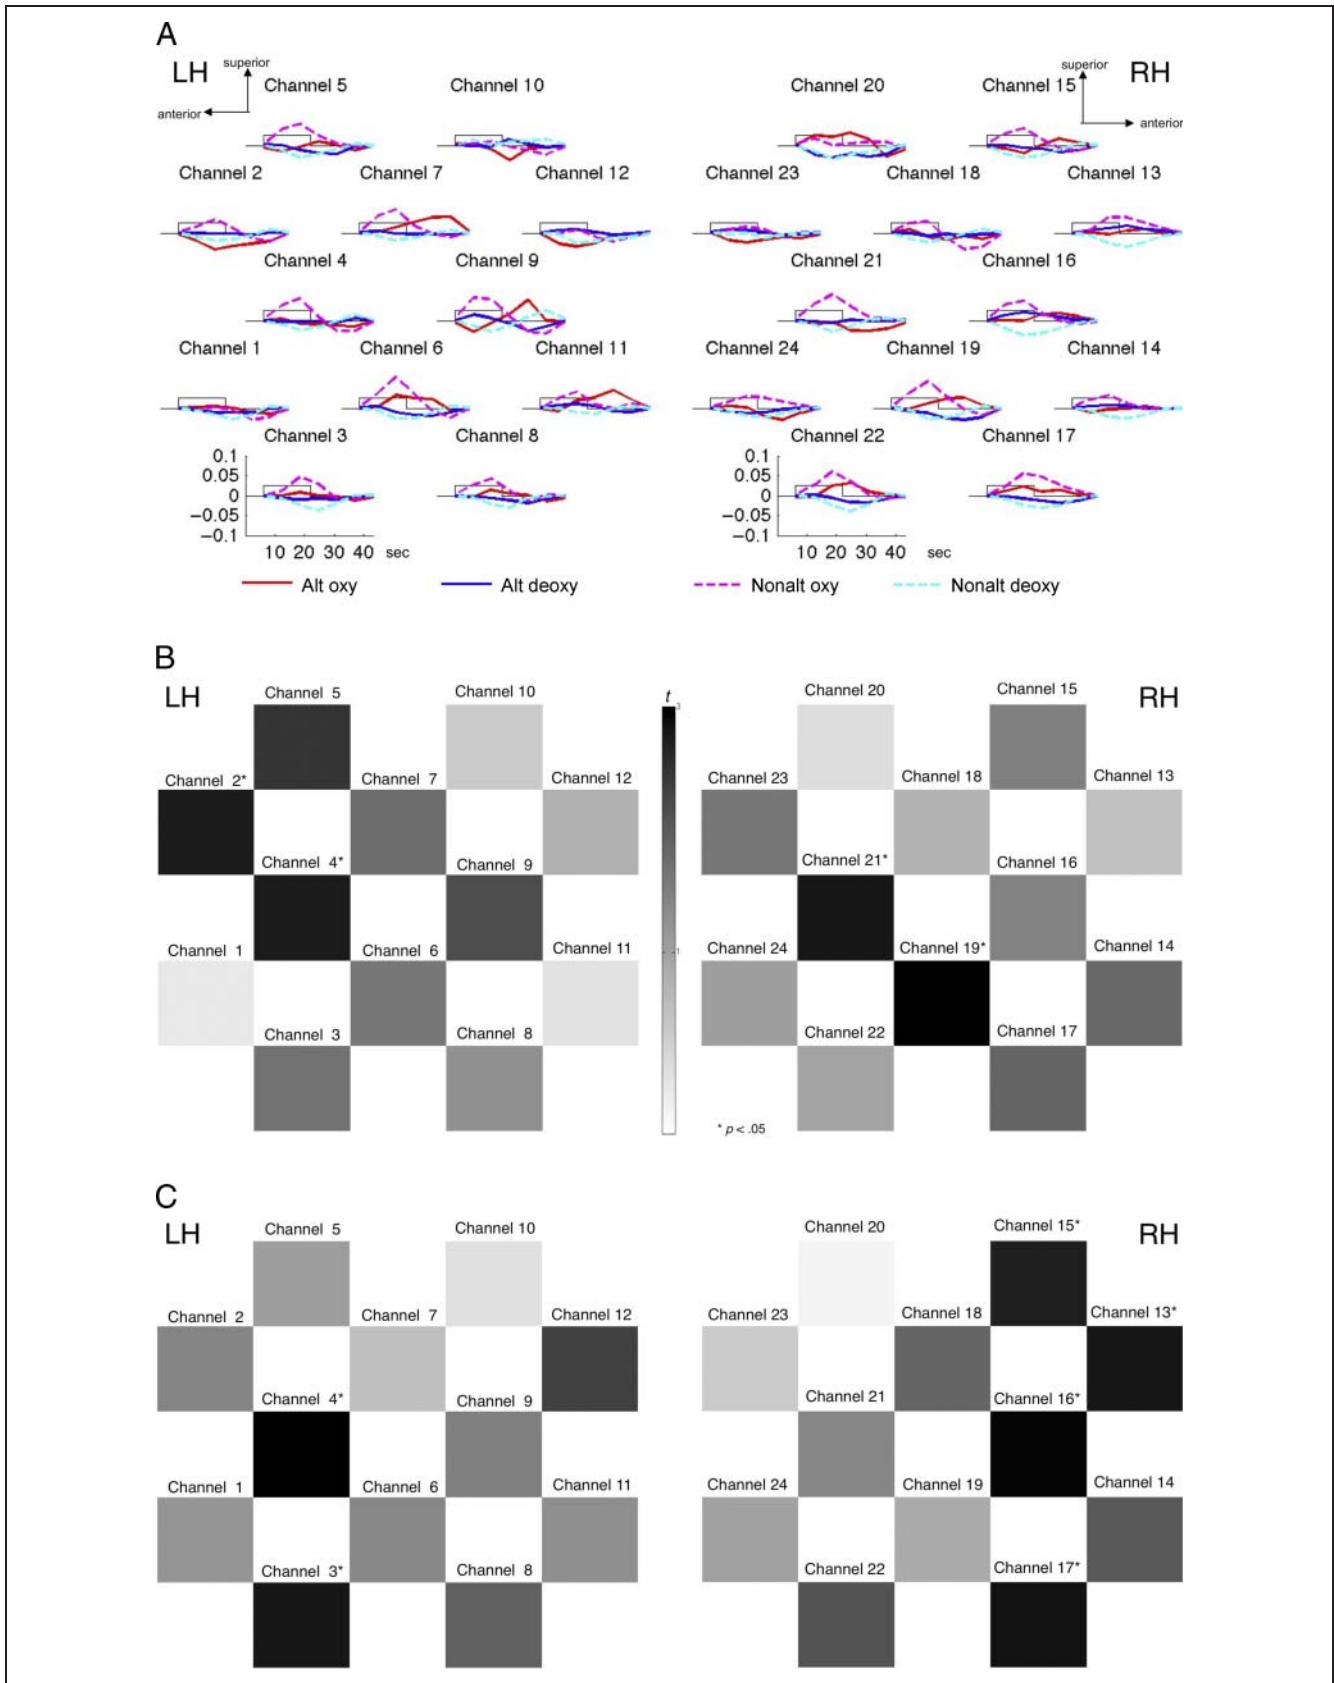 A
LH
superior
anterior
Channel 5
Channel 10
Channel 20
Channel 15
superior
anterior
RH
Channel 2
Channel 7
Channel 12
Channel 23
Channel 18
Channel 13
Channel 4
Channel 9
Channel 21
Channel 16
Channel 1
Channel 6
Channel 11
Channel 24
Channel 19
Channel 14
Channel 3
Channel 8
Channel 22
Channel 17
0.1
0.05
0
−0.05
−0.1
10 20 30 40 sec
0.1
0.05
0
−0.05
−0.1
10 20 30 40 sec
Alt oxy
Alt deoxy
Nonalt oxy
Nonalt deoxy
B
LH
Channel 5
Channel 10
t
3
1
Channel 20
Channel 15
RH
Channel 2*
Channel 7
Channel 12
Channel 23
Channel 18
Channel 13
Channel 4*
Channel 9
Channel 21*
Channel 16
Channel 1
Channel 6
Channel 11
Channel 24
Channel 19*
Channel 14
Channel 3
Channel 8
Channel 22
Channel 17
* p < .05
C
LH
Channel 5
Channel 10
Channel 20
Channel 15*
RH
Channel 2
Channel 7
Channel 12
Channel 23
Channel 18
Channel 13*
Channel 4*
Channel 9
Channel 21
Channel 16*
Channel 1
Channel 6
Channel 11
Channel 24
Channel 19
Channel 14
Channel 3*
Channel 8
Channel 22
Channel 17*